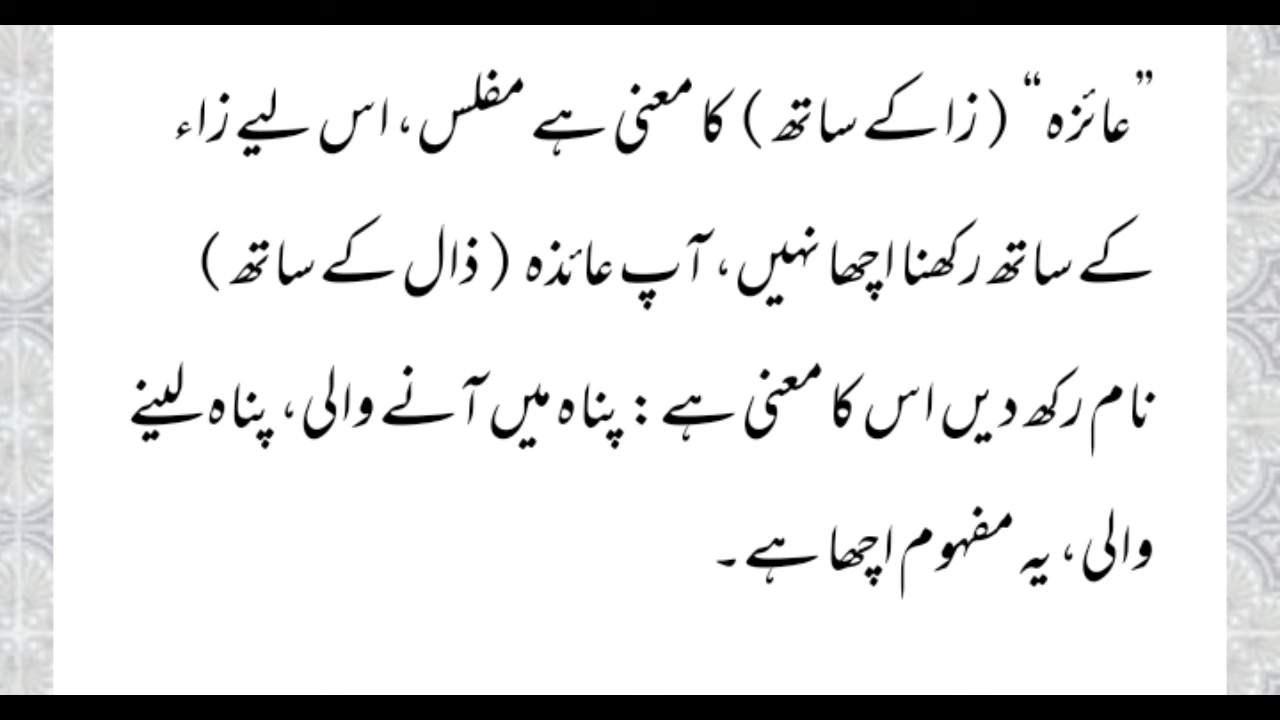 ”عائزہ“ (زا کے ساتھ) کا معنی ہے مفلس، اس لیے زاء
کے ساتھ رکھنا اچھا نہیں، آپ عائذہ (ذال کے ساتھ)
نام رکھ دیں اس کا معنی ہے : پناہ میں آنے والی، پناہ لینے
والی، یہ مفہوم اچھا ہے۔